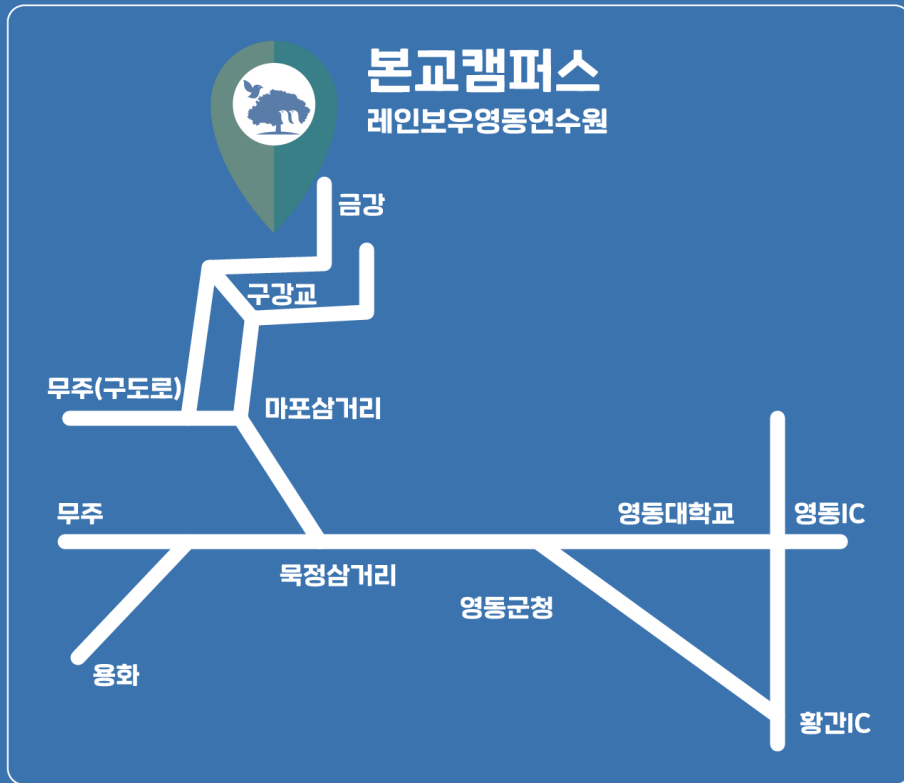 본교캠퍼스
레인보우영동연수원
금강
구강교
무주(구도로)
마포삼거리
무주
영동대학교
영동IC
묵정삼거리
영동군청
용화
황간IC